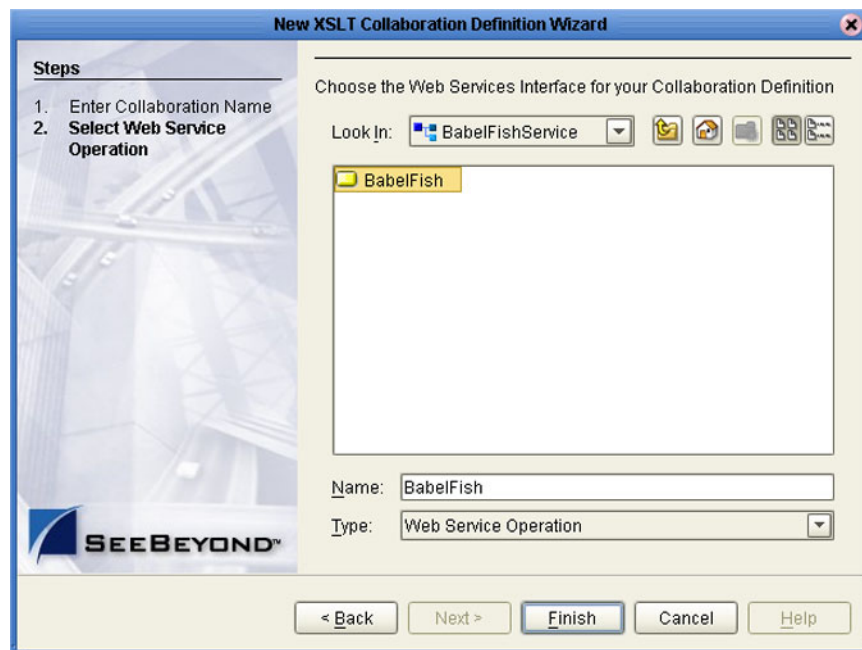 New XSLT Collaboration Definition Wizard
Steps
1. Enter Collaboration Name
2. Select Web Service
Operation
Choose the Web Services Interface for your Collaboration Definition
Look In: BabelFishService
BabelFish
Name: BabelFish
Type: Web Service Operation
SEEBEYOND™
< Back Next > Finish Cancel Help